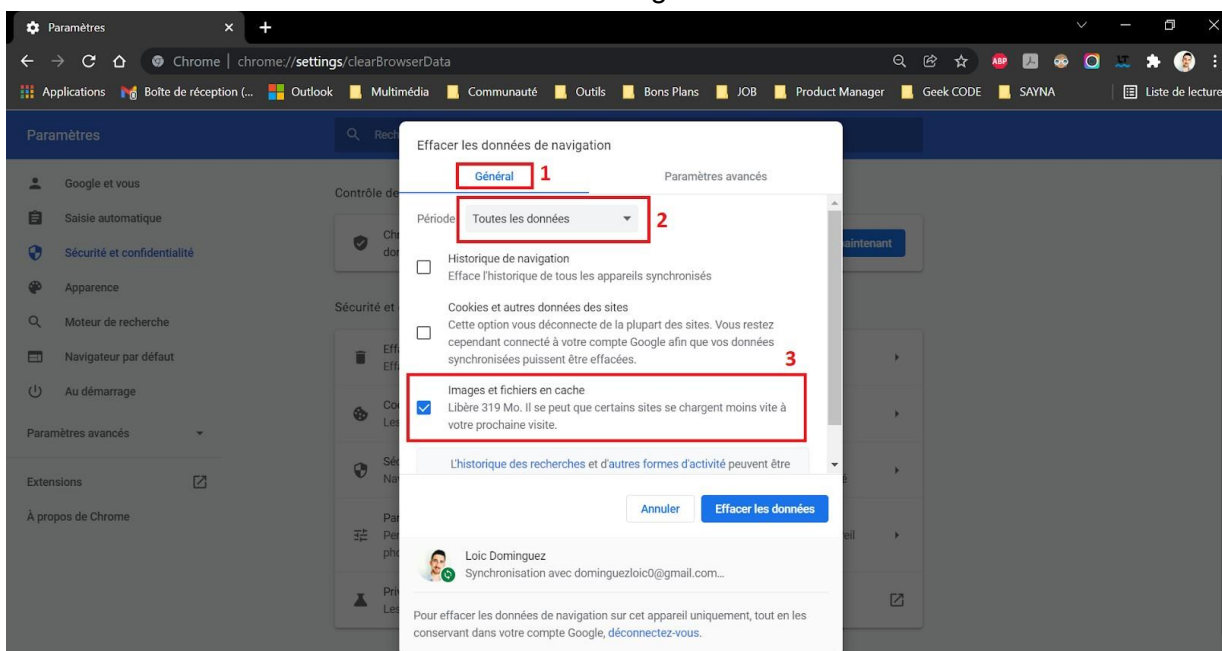 Paramètres
Chrome | chrome://settings/clearBrowserData
ABP
Applications Boîte de réception (... Outlook Multimédia Communauté Outils Bons Plans JOB Product Manager Geek CODE SAYNA Liste de lecture
Paramètres
Rech
Google et vous
Saisie automatique
Sécurité et confidentialité
Apparence
Moteur de recherche
Navigateur par défaut
Au démarrage
Paramètres avancés
Extensions
À propos de Chrome
Contrôle de
Sécurité et
Effacer les données de navigation
Général 1 Paramètres avancés
Période Toutes les données 2
Historique de navigation
Efface l'historique de tous les appareils synchronisés
Cookies et autres données des sites
Cette option vous déconnecte de la plupart des sites. Vous restez
cependant connecté à votre compte Google afin que vos données
synchronisées puissent être effacées. 3
Images et fichiers en cache
Libère 319 Mo. Il se peut que certains sites se chargent moins vite à
votre prochaine visite.
L'historique des recherches et d'autres formes d'activité peuvent être
Annuler Effacer les données
Loic Dominguez
Synchronisation avec dominguezloic0@gmail.com...
Pour effacer les données de navigation sur cet appareil uniquement, tout en les
conservant dans votre compte Google, déconnectez-vous.